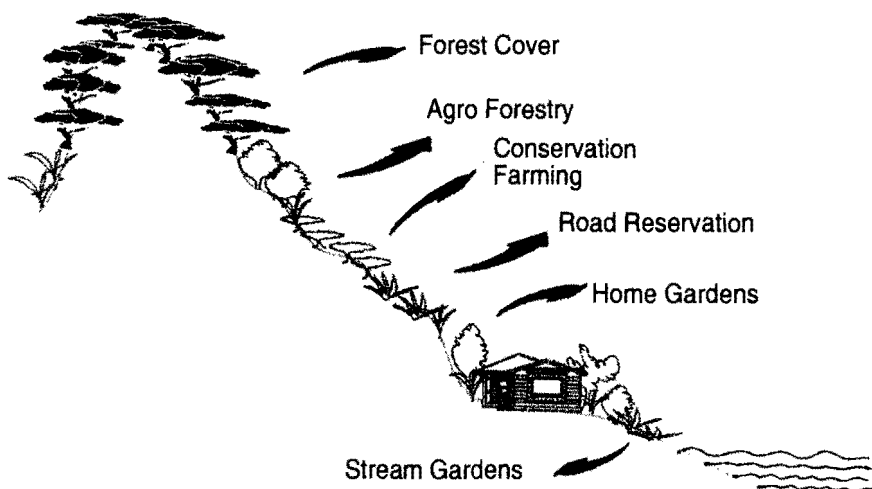 Forest Cover
Agro Forestry
Conservation
Farming
Road Reservation
Home Gardens
Stream Gardens